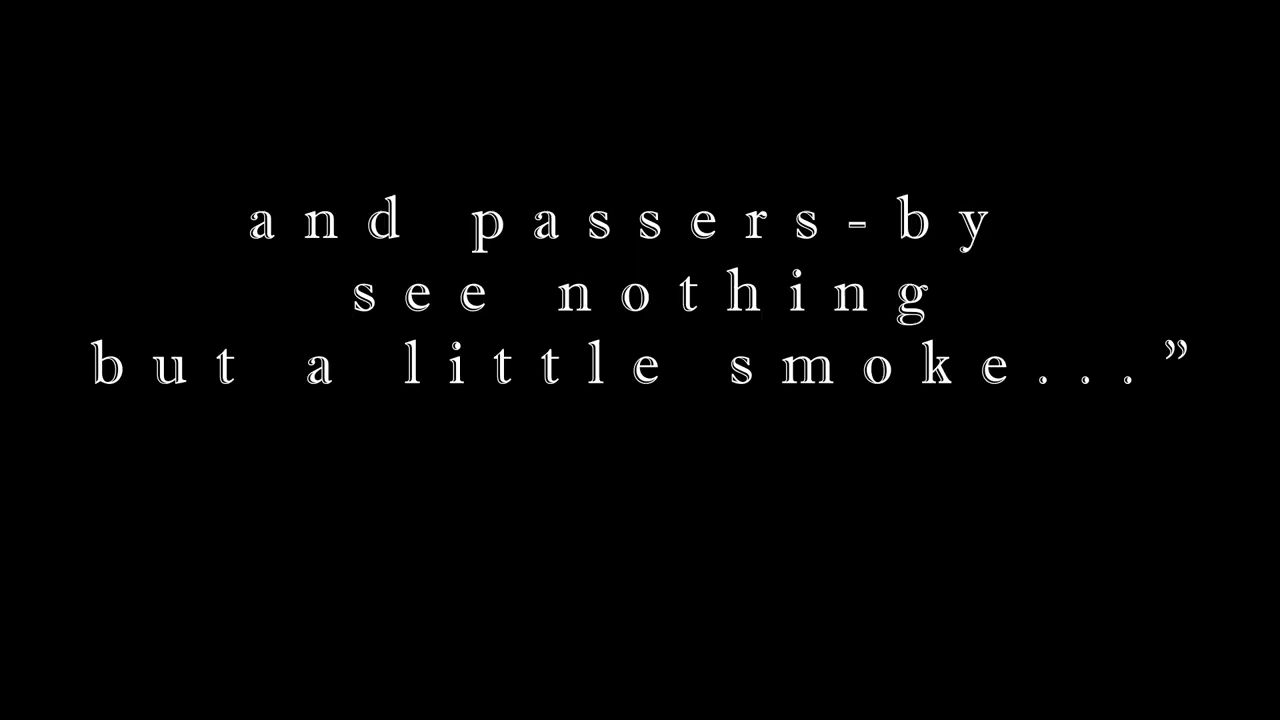 and passers-by
see nothing
but a little smoke...”